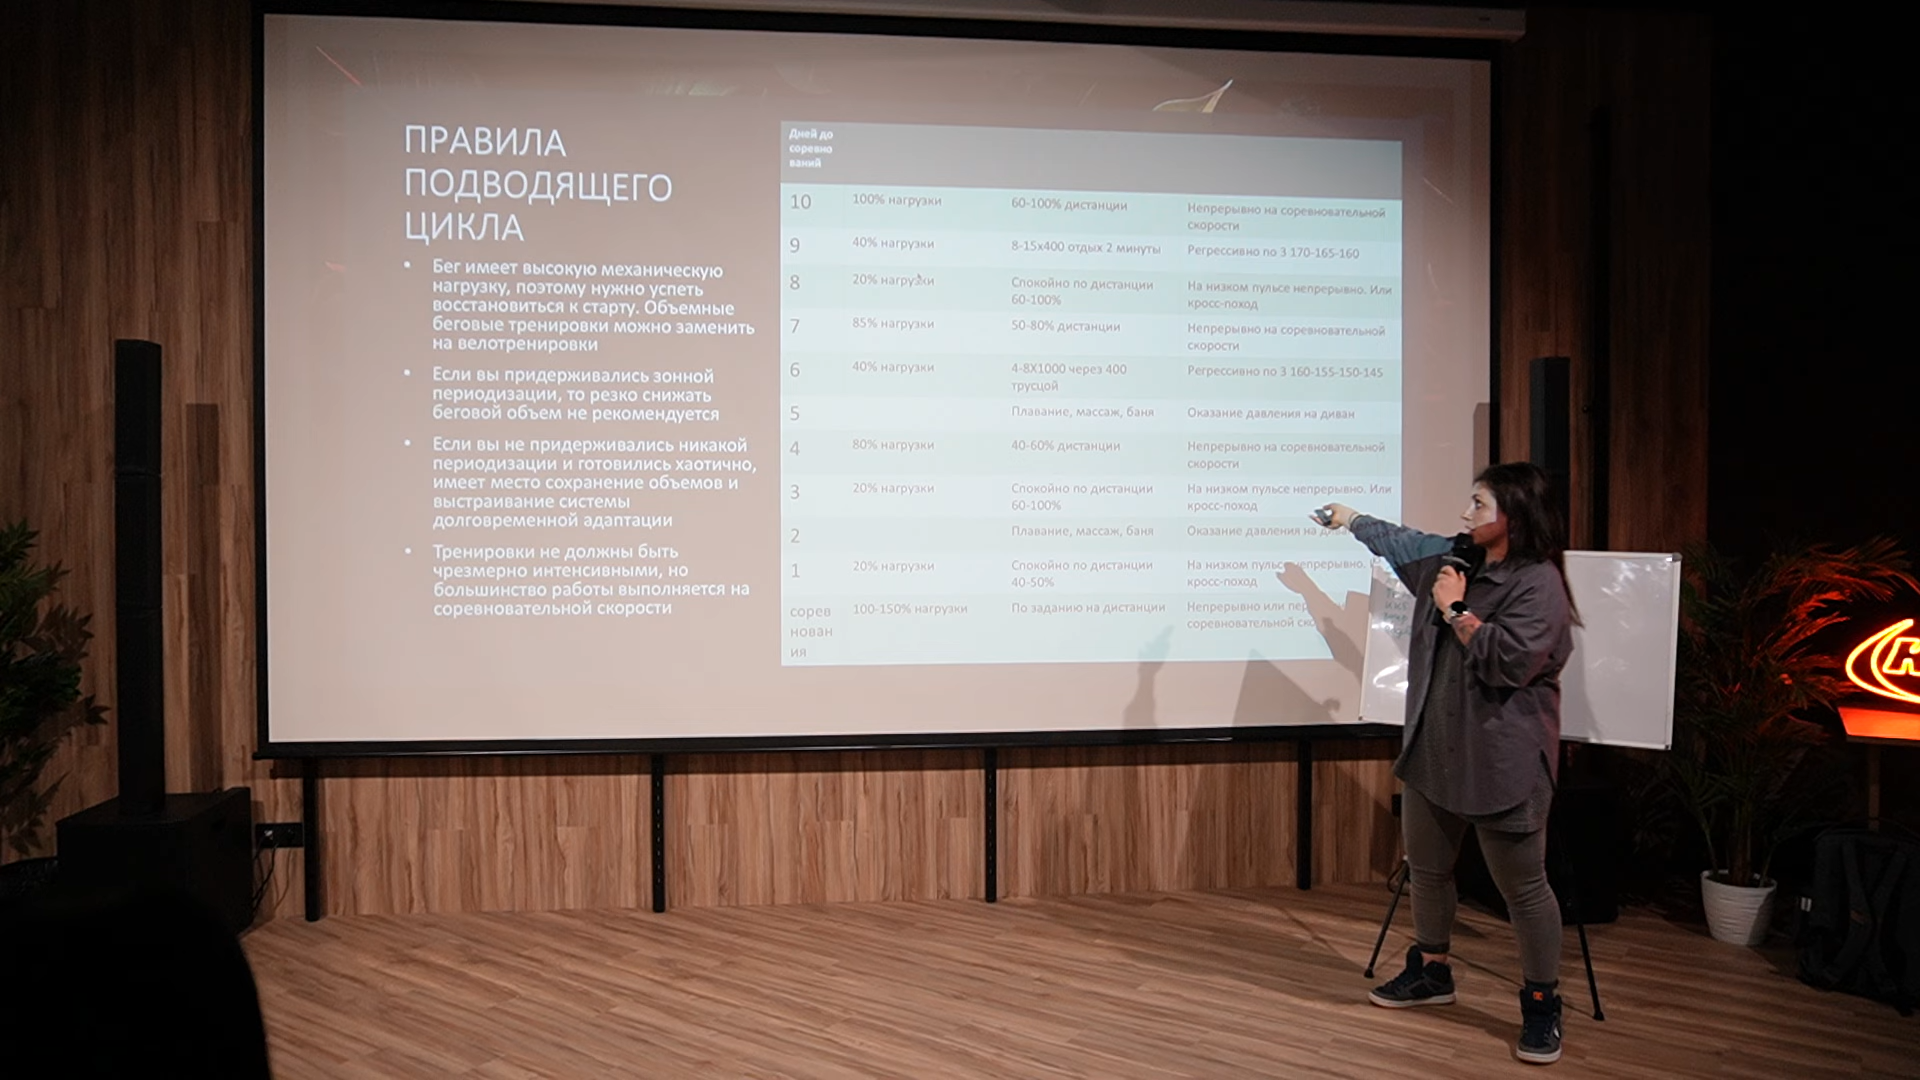 ПРАВИЛА
ПОДВОДЯЩЕГО
ЦИКЛА
• Бег имеет высокую механическую
нагрузку, поэтому нужно успеть
восстановиться к старту. Объемные
беговые тренировки можно заменить
на велотренировки
• Если вы придерживались зонной
периодизации, то резко снижать
беговой объем не рекомендуется
• Если вы не придерживались никакой
периодизации и готовились хаотично,
имеет место сохранение объемов и
выстраивание системы
долговременной адаптации
• Тренировки не должны быть
чрезмерно интенсивными, но
большинство работы выполняется на
соревновательной скорости
Дней до
соревно
ваний
10 100% нагрузки 60-100% дистанции Непрерывно на соревновательной
скорости
9 40% нагрузки 8-15х400 отдых 2 минуты Регрессивно по 3 170-165-160
8 20% нагрузки Спокойно по дистанции На низком пульсе непрерывно. Или
60-100% кросс-поход
7 85% нагрузки 50-80% дистанции Непрерывно на соревновательной
скорости
6 40% нагрузки 4-8Х1000 через 400 Регрессивно по 3 160-155-150-145
трусцой
5 Плавание, массаж, баня Оказание давления на диван
4 80% нагрузки 40-60% дистанции Непрерывно на соревновательной
скорости
3 20% нагрузки Спокойно по дистанции На низком пульсе непрерывно. Или
60-100% кросс-поход
2 Плавание, массаж, баня Оказание давления на
1 20% нагрузки Спокойно по дистанции На низком пульсе непрерывно.
40-50% кросс-поход
сорев 100-150% нагрузки По заданию на дистанции Непрерывно или
нован соревновательной
ия